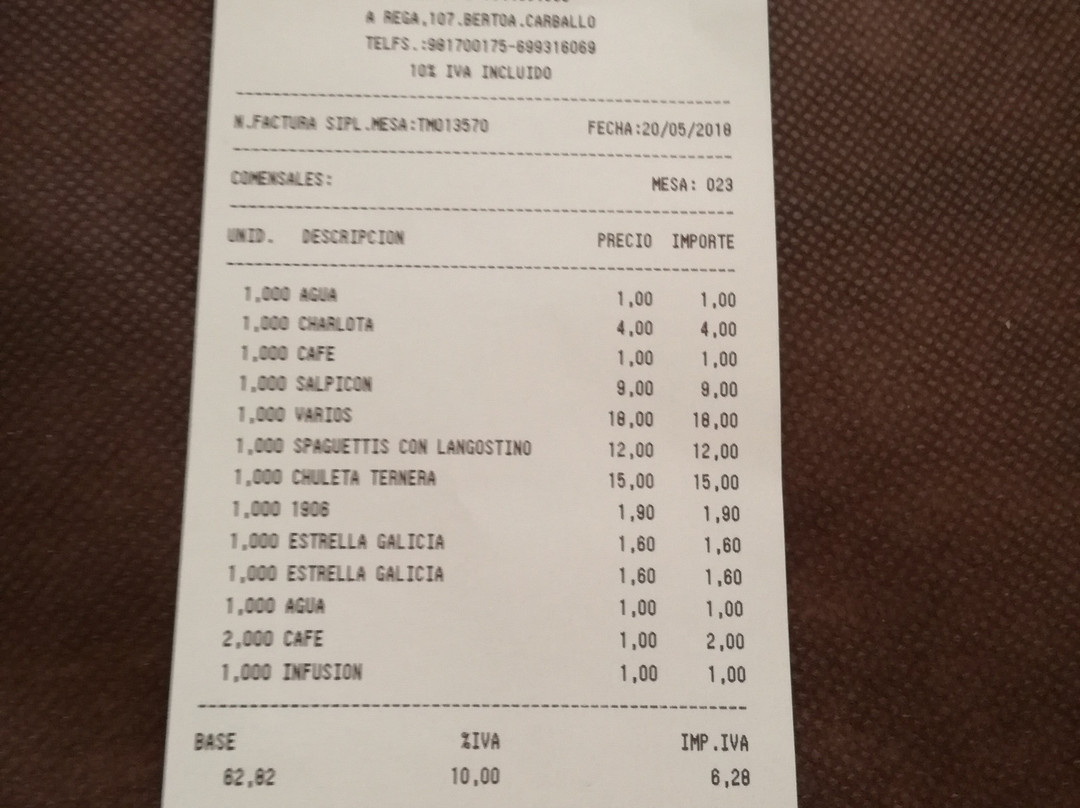 A REGA,107.BERTOA.CARBALLO
TELFS.:981700175-699316069
10% IVA INCLUIDO
N.FACTURA SIPL.MESA:TM013570 FECHA:20/05/2018
COMENSALES: MESA: 023
UNID. DESCRIPCION PRECIO IMPORTE
1,000 AGUA 1,00 1,00
1,000 CHARLOTA 4,00 4,00
1,000 CAFE 1,00 1,00
1,000 SALPICON 9,00 9,00
1,000 VARIOS 18,00 18,00
1,000 SPAGUETTIS CON LANGOSTINO 12,00 12,00
1,000 CHULETA TERNERA 15,00 15,00
1,000 1906 1,90 1,90
1,000 ESTRELLA GALICIA 1,60 1,60
1,000 ESTRELLA GALICIA 1,60 1,60
1,000 AGUA 1,00 1,00
2,000 CAFE 1,00 2,00
1,000 INFUSION 1,00 1,00
BASE %IVA IMP.IVA
62,82 10,00 6,28